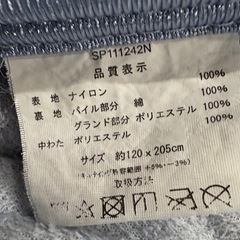 SP111242N
品質表示
表地 ナイロン 100%
裏地 パイル部分 綿 100%
グランド部分 ポリエステル 100%
中わた ポリエステル 100%
サイズ 約120×205cm
+5%~-3%)
取扱方法